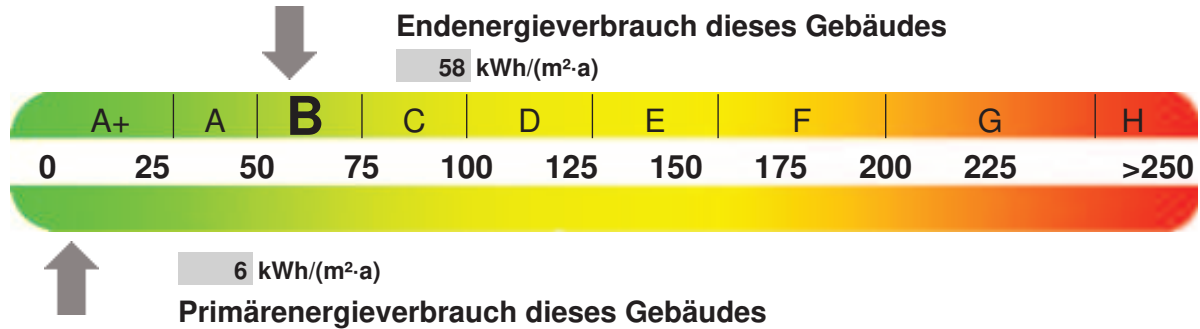 Endenergieverbrauch dieses Gebäudes
58 kWh/(m²·a)
A+ A B C D E F G H
0 25 50 75 100 125 150 175 200 225 >250
6 kWh/(m²·a)
Primärenergieverbrauch dieses Gebäudes